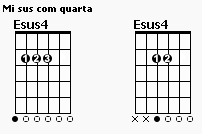 Mi sus com quarta
Esus4 Esus4
1 2 3 1 2
X X